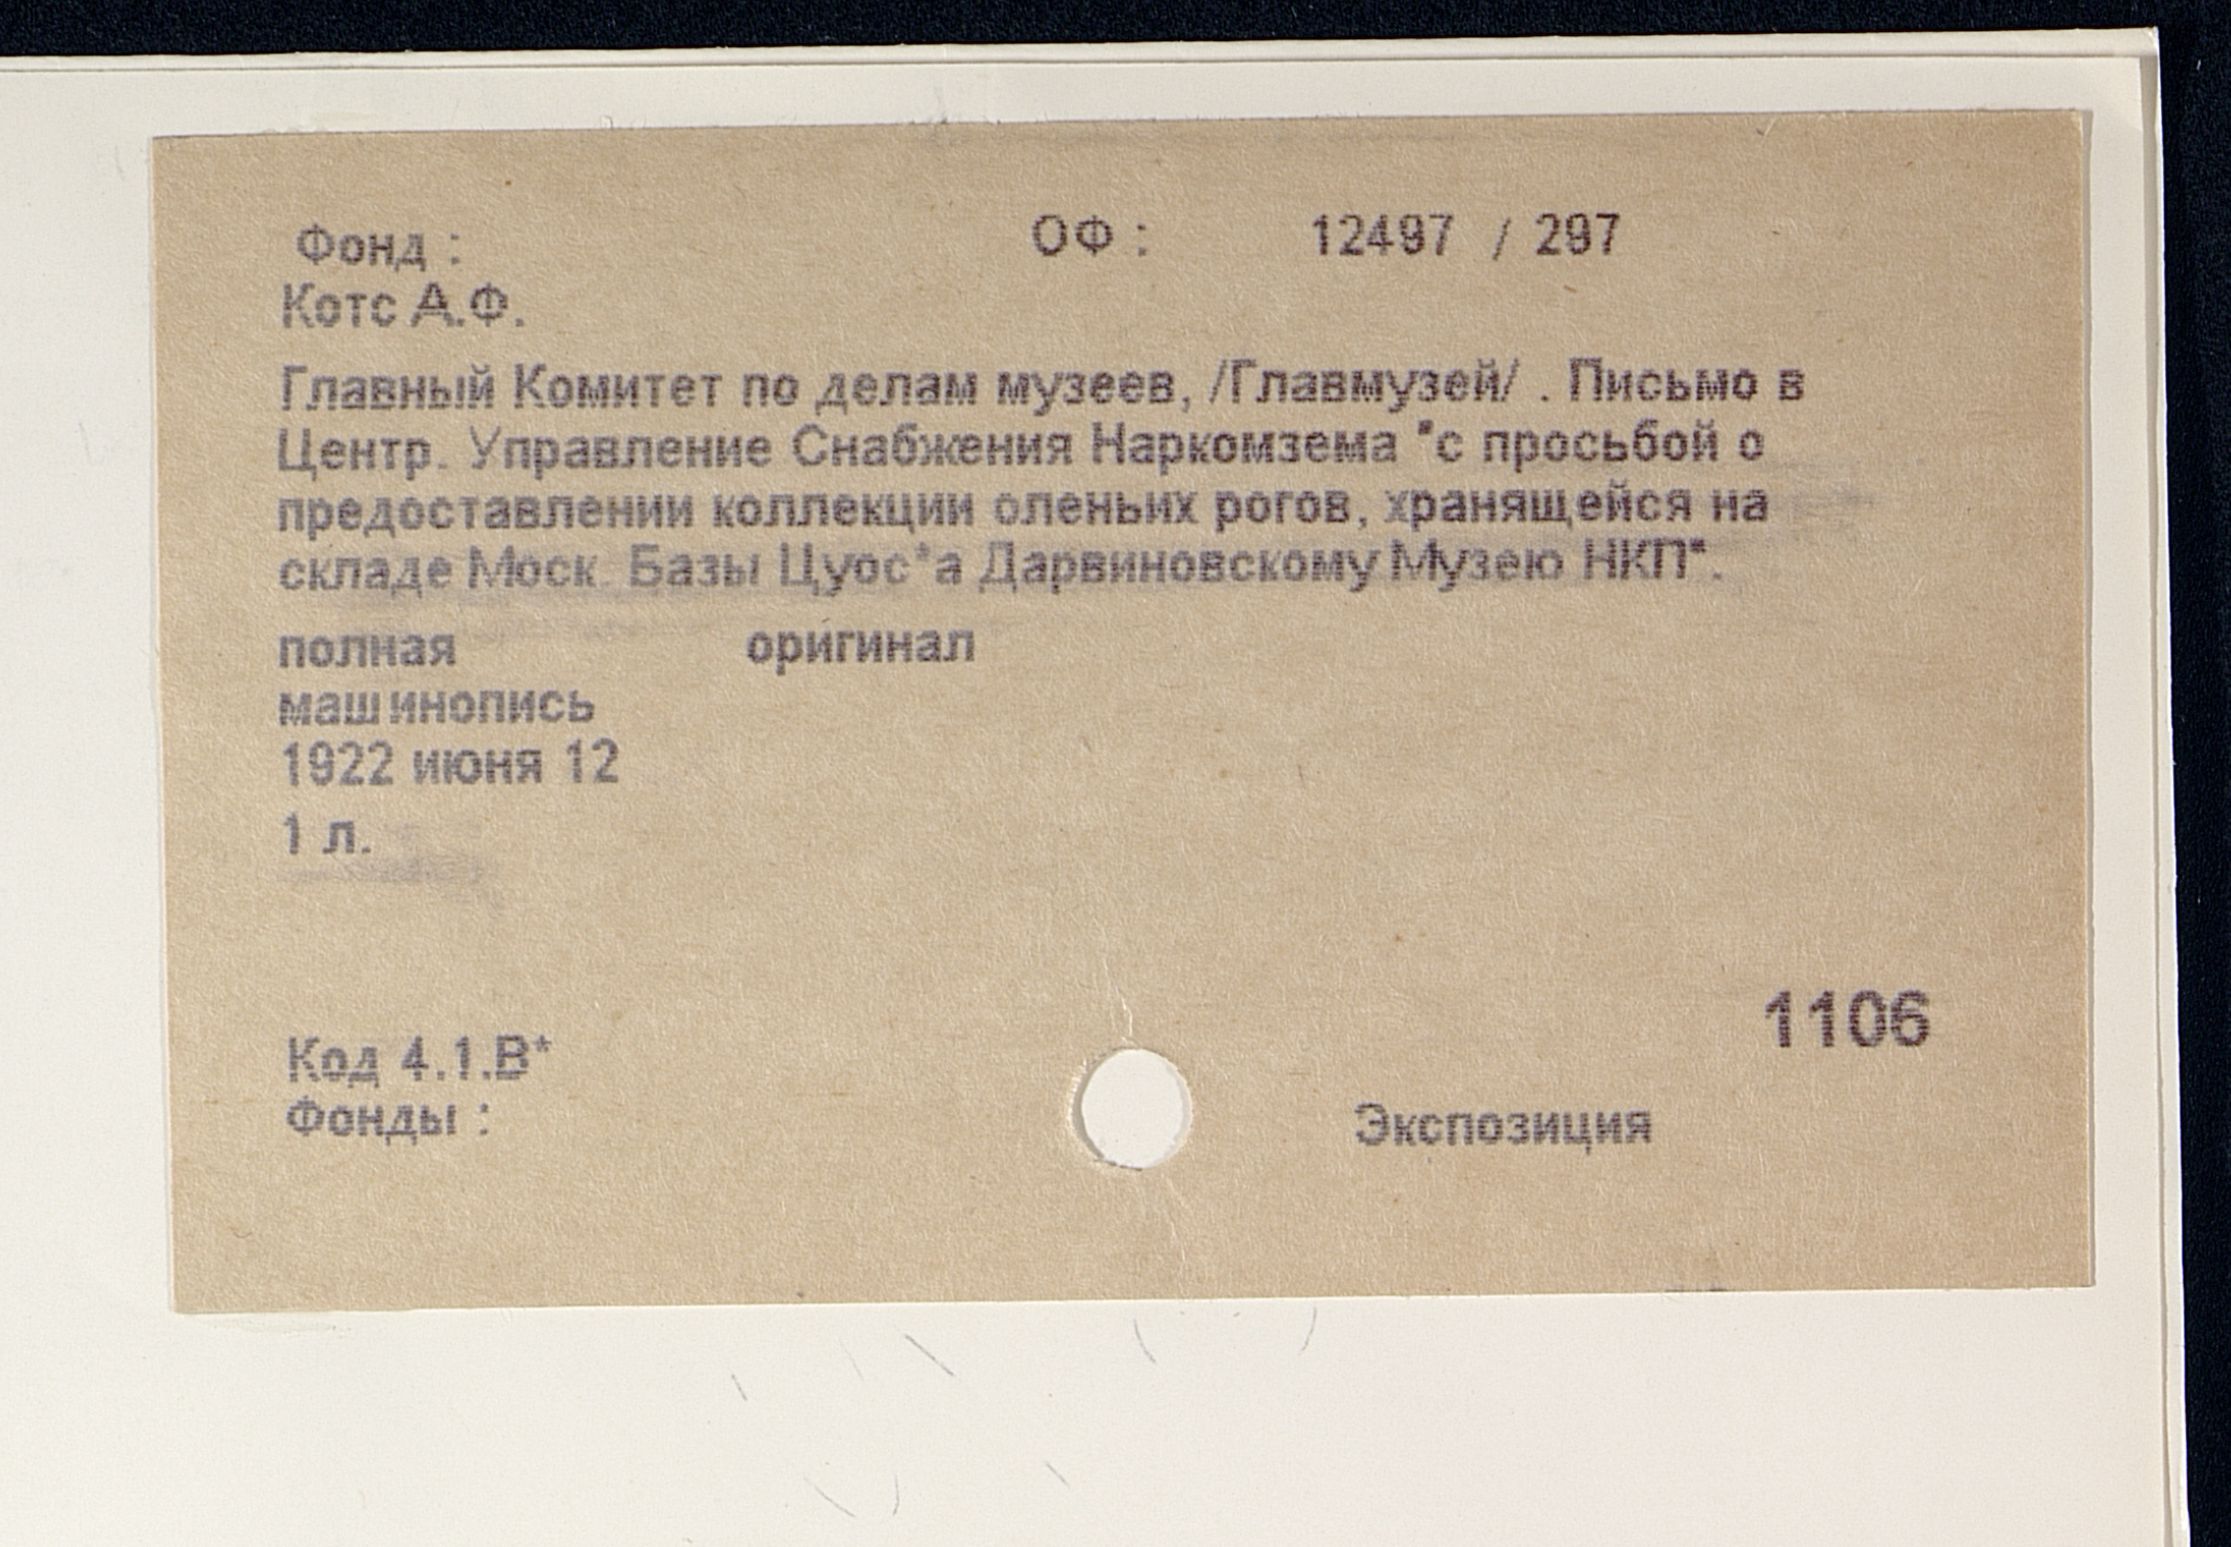 Фонд : ОФ : 12497 / 297
Котс А.Ф.
Главный Комитет по делам музеев, /Главмузей/ . Письмо в
Центр. Управление Снабжения Наркомзема "с просьбой о
предоставлении коллекции оленьих рогов, хранящейся на
складе Моск. Базы Цуос"а Дарвиновскому Музею НКП".
полная оригинал
машинопись
1922 июня 12
1 л.
1106
Код 4.1.В*
Фонды : Экспозиция